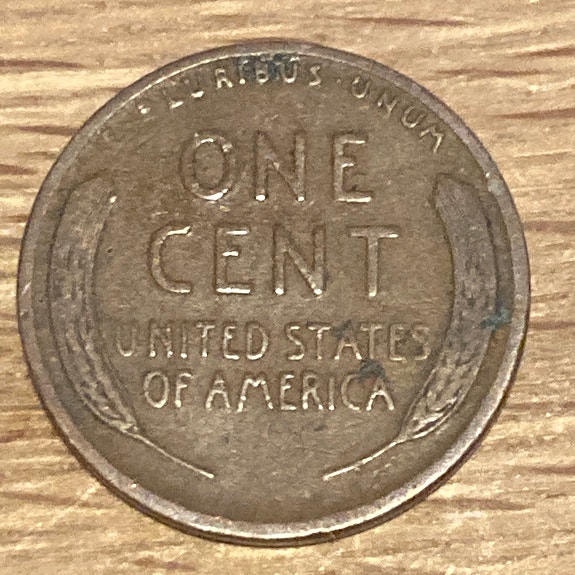 E PLURIBUS · UNUM
ONE
CENT
UNITED STATES
OF AMERICA